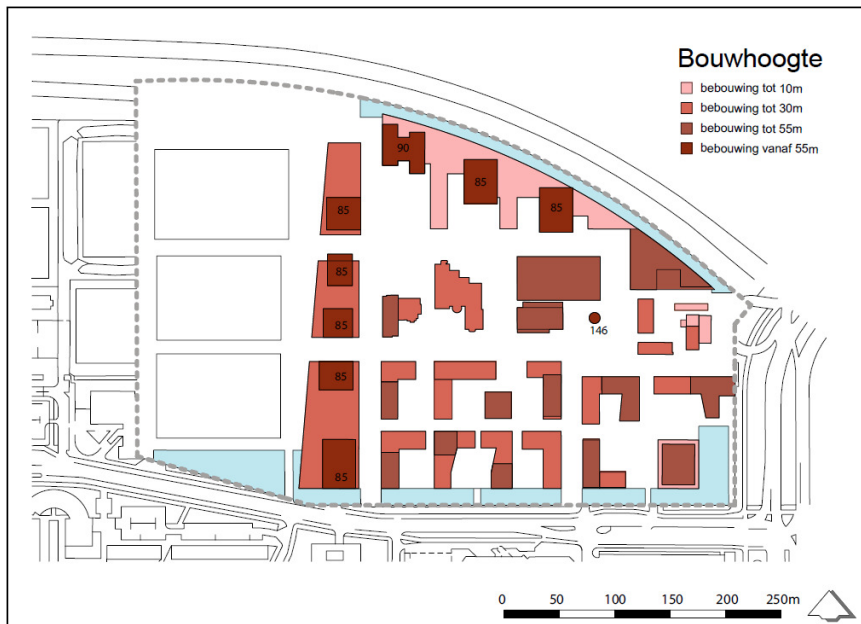 Bouwhoogte
bebouwing tot 10m
bebouwing tot 30m
bebouwing tot 55m
bebouwing vanaf 55m
90
85
85
85
85
85
146
85
85
0 50 100 150 200 250m